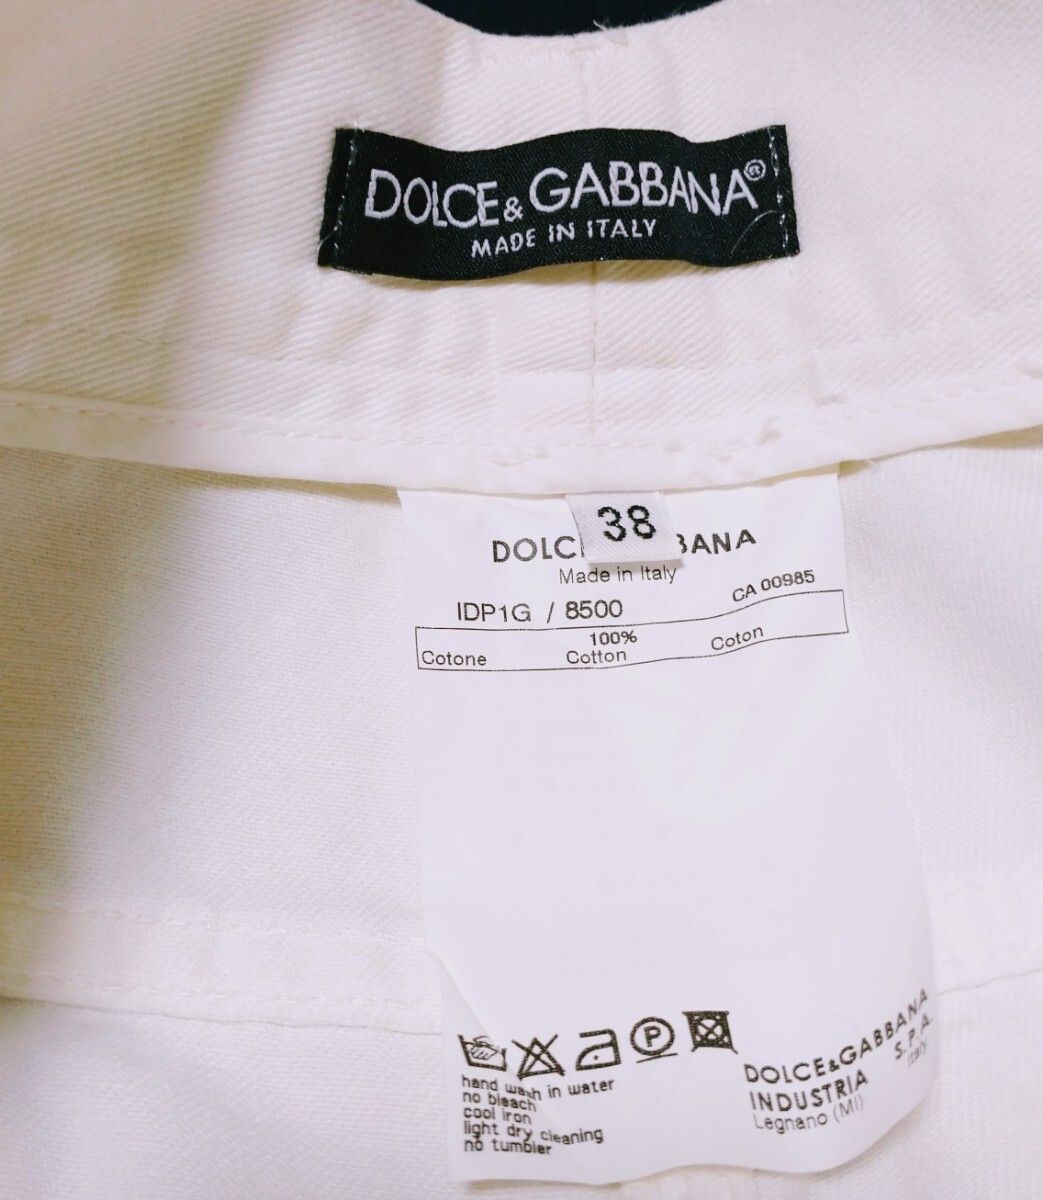 DOLCE&GABBANA®
MADE IN ITALY
38
DOLC BANA
Made in Italy
IDP1G / 8500
CA 00985
100%
Cotone Cotton Coton
P
hand wash in water
no bleach
cool iron
light dry cleaning
no tumbler
DOLCE&GABBANA
INDUSTRIA S.P.A.
Legnano (MI) Italy